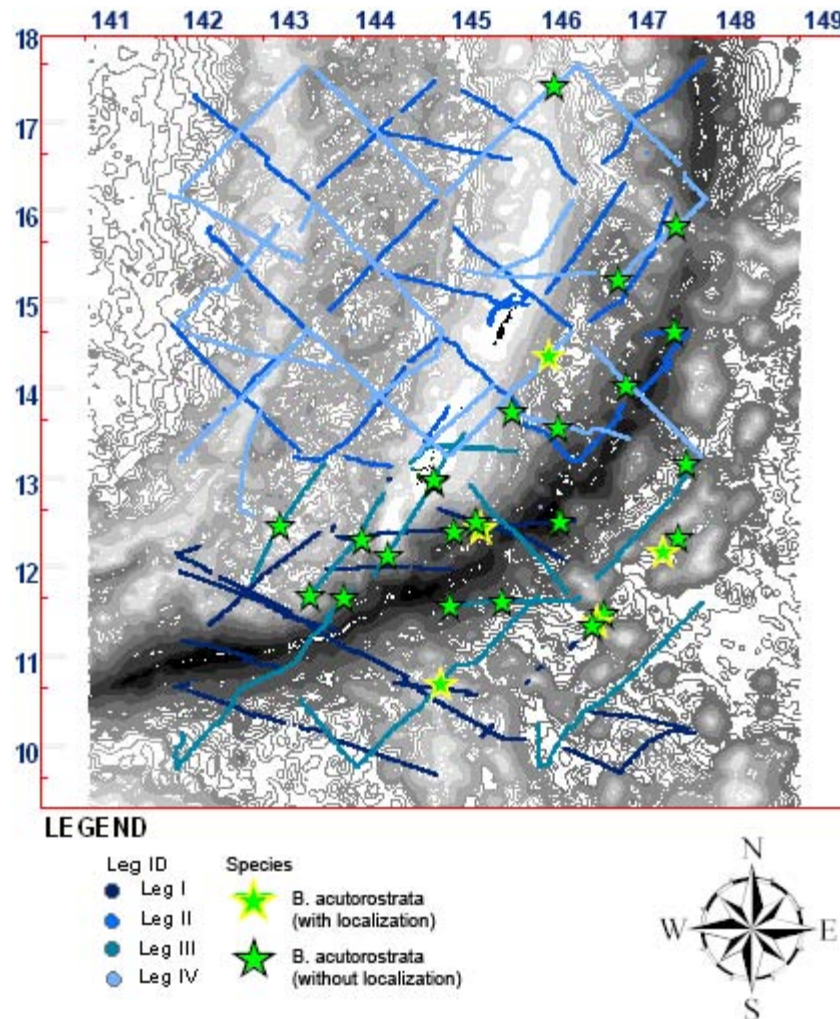 141 142 143 144 145 146 147 148 149
18
17
16
15
14
13
12
11
10
LEGEND
Leg ID
Leg I
Leg II
Leg III
Leg IV
Species
B. acutorostrata
(with localization)
B. acutorostrata
(without localization)
N
W E
S